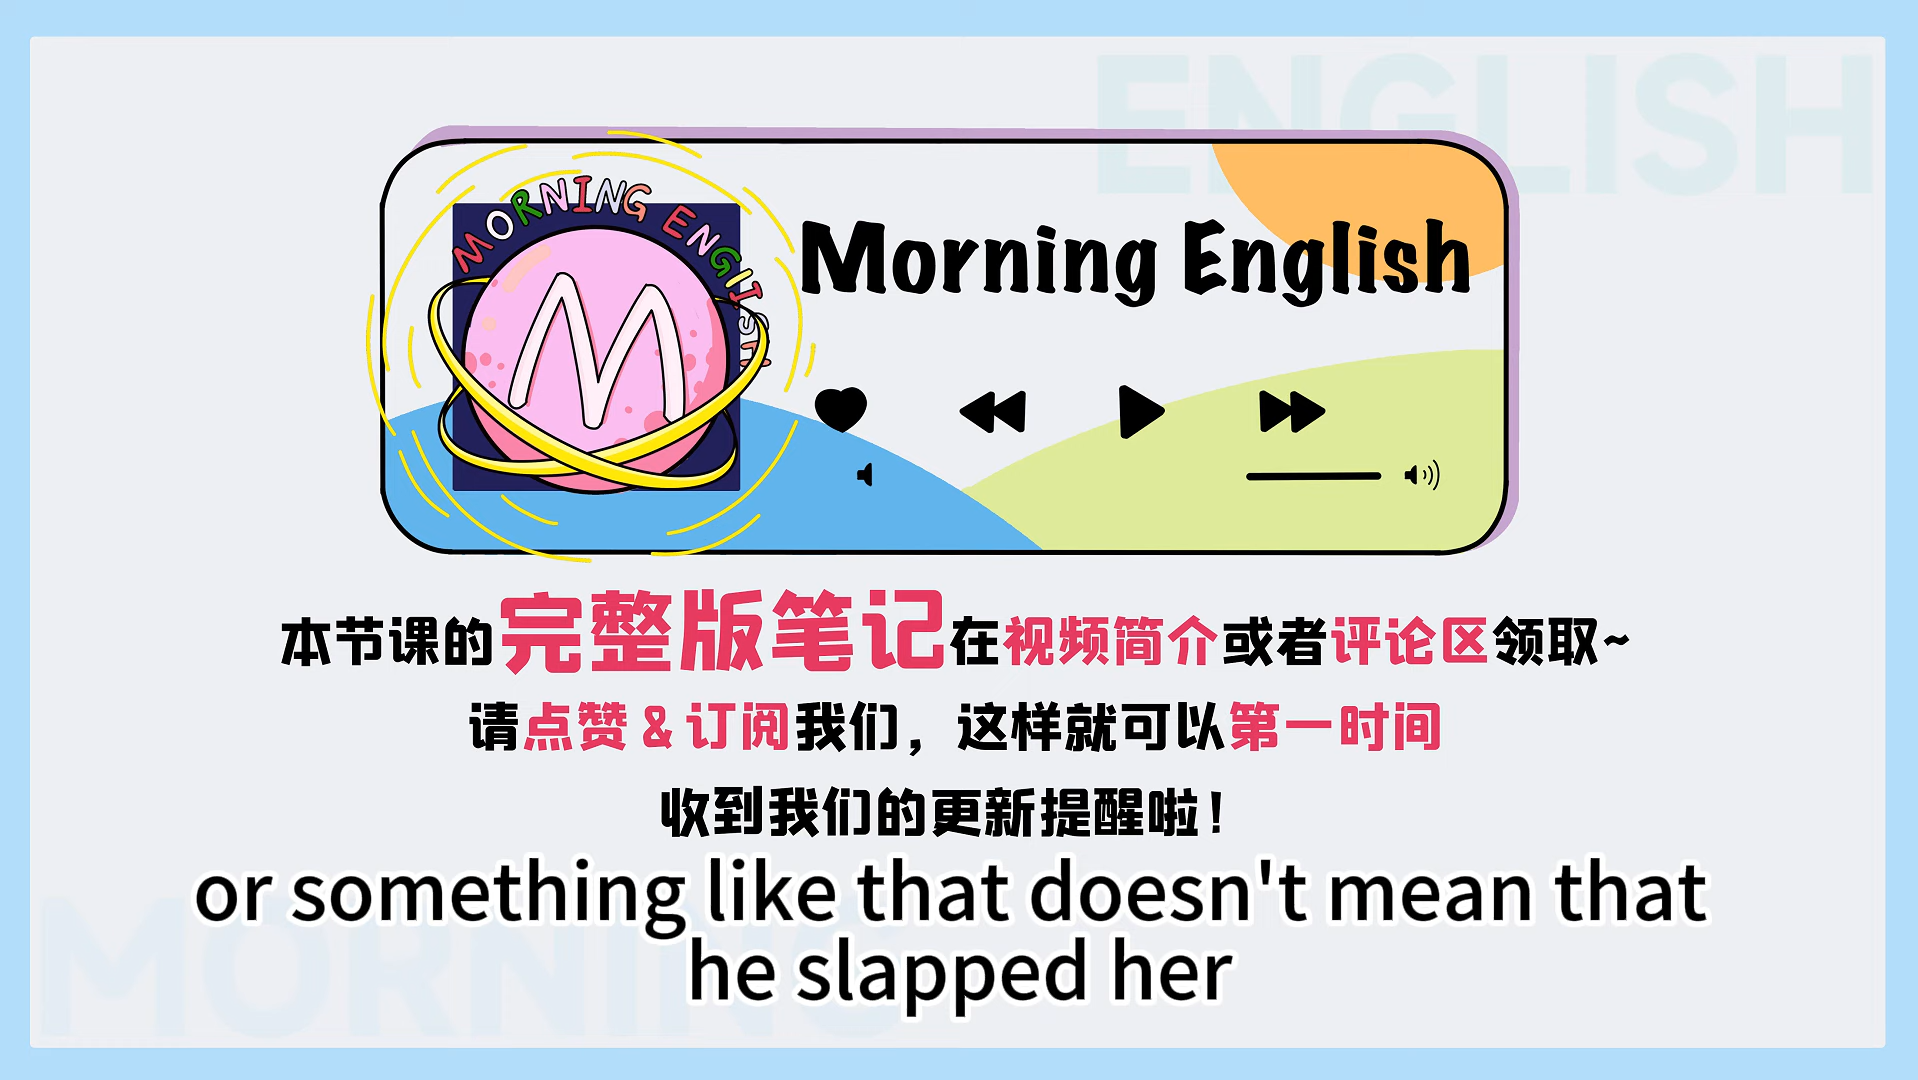 ENGLISH
MORNING ENGLISH
M
Morning English
本节课的完整版笔记在视频简介或者评论区领取~
请点赞&订阅我们，这样就可以第一时间
收到我们的更新提醒啦！
MORNING
or something like that doesn't mean that
he slapped her